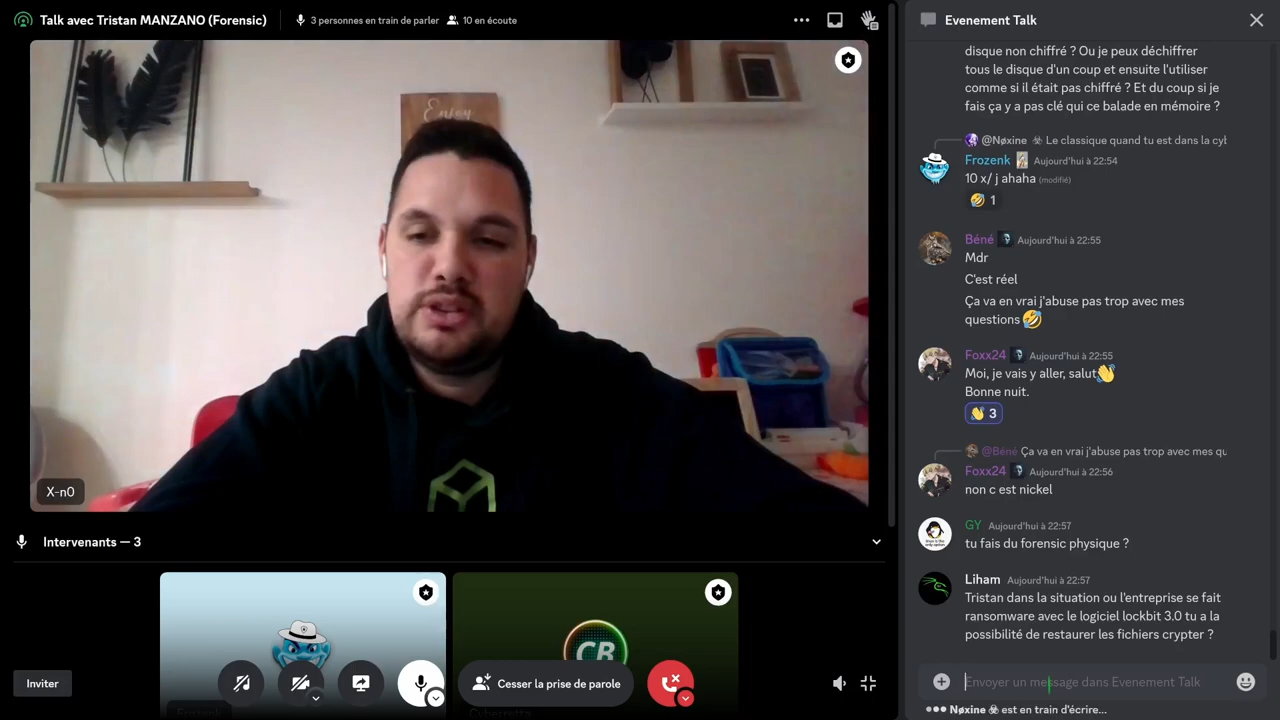 Talk avec Tristan MANZANO (Forensic)
3 personnes en train de parler
10 en écoute
Enjoy
X-n0
Intervenants — 3
CB
Inviter
Cesser la prise de parole
Evenement Talk
disque non chiffré ? Ou je peux déchiffrer
tous le disque d'un coup et ensuite l'utiliser
comme si il était pas chiffré ? Et du coup si je
fais ça y a pas clé qui ce balade en mémoire ?
@Nøxine ☣ Le classique quand tu est dans la cyb
Frozenk Aujourd'hui à 22:54
10 x/ j ahaha (modifié)
🤣 1
Béné Aujourd'hui à 22:55
Mdr
C'est réel
Ça va en vrai j'abuse pas trop avec mes
questions 🤣
Foxx24 Aujourd'hui à 22:55
Moi, je vais y aller, salut👋
Bonne nuit.
👋 3
@Béné Ça va en vrai j'abuse pas trop avec mes qu
Foxx24 Aujourd'hui à 22:56
non c est nickel
GY Aujourd'hui à 22:57
tu fais du forensic physique ?
Liham Aujourd'hui à 22:57
Tristan dans la situation ou l'entreprise se fait
ransomware avec le logiciel lockbit 3.0 tu a la
possibilité de restaurer les fichiers crypter ?
Envoyer un message dans Evenement Talk
Nøxine ☣ est en train d'écrire...